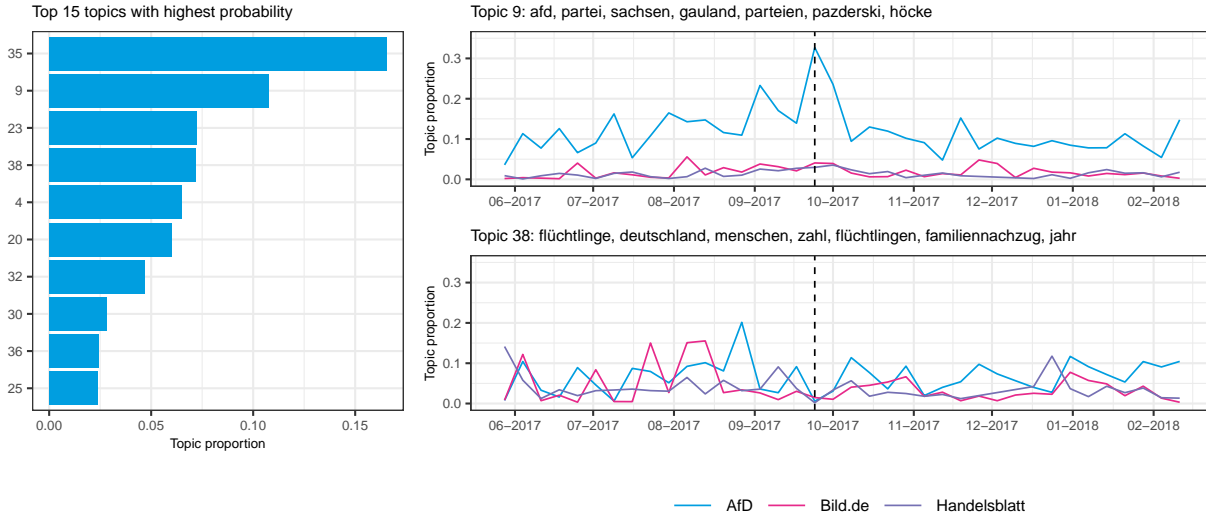 Top 15 topics with highest probability
35
9
23
38
4
20
32
30
36
25
0.00 0.05 0.10 0.15
Topic proportion
Topic 9: afd, partei, sachsen, gauland, parteien, pazderski, höcke
Topic proportion
0.3
0.2
0.1
0.0
06−2017 07−2017 08−2017 09−2017 10−2017 11−2017 12−2017 01−2018 02−2018
Topic 38: flüchtlinge, deutschland, menschen, zahl, flüchtlingen, familiennachzug, jahr
Topic proportion
0.3
0.2
0.1
0.0
06−2017 07−2017 08−2017 09−2017 10−2017 11−2017 12−2017 01−2018 02−2018
AfD Bild.de Handelsblatt